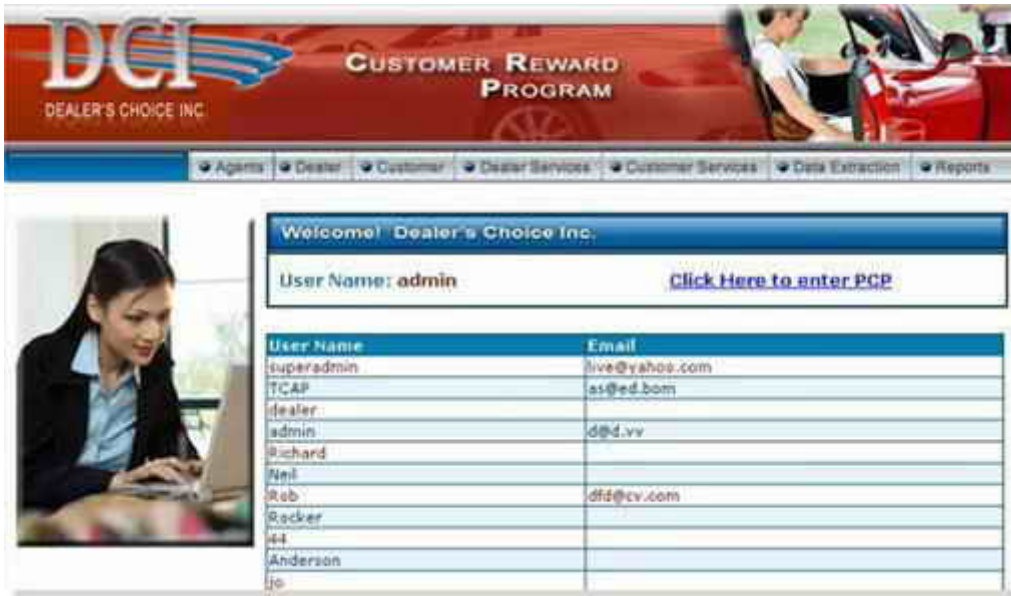 DCI
DEALER'S CHOICE INC.
CUSTOMER REWARD
PROGRAM
Agents Dealer Customer Dealer Services Customer Services Data Extraction Reports
Welcome! Dealer's Choice Inc.
User Name: admin Click Here to enter PCP
User Name Email
superadmin live@yahoo.com
TCAP as@ed.bom
dealer
admin d@d.vv
Richard
Neil
Rob dfd@cv.com
Rocker
44
Anderson
jo